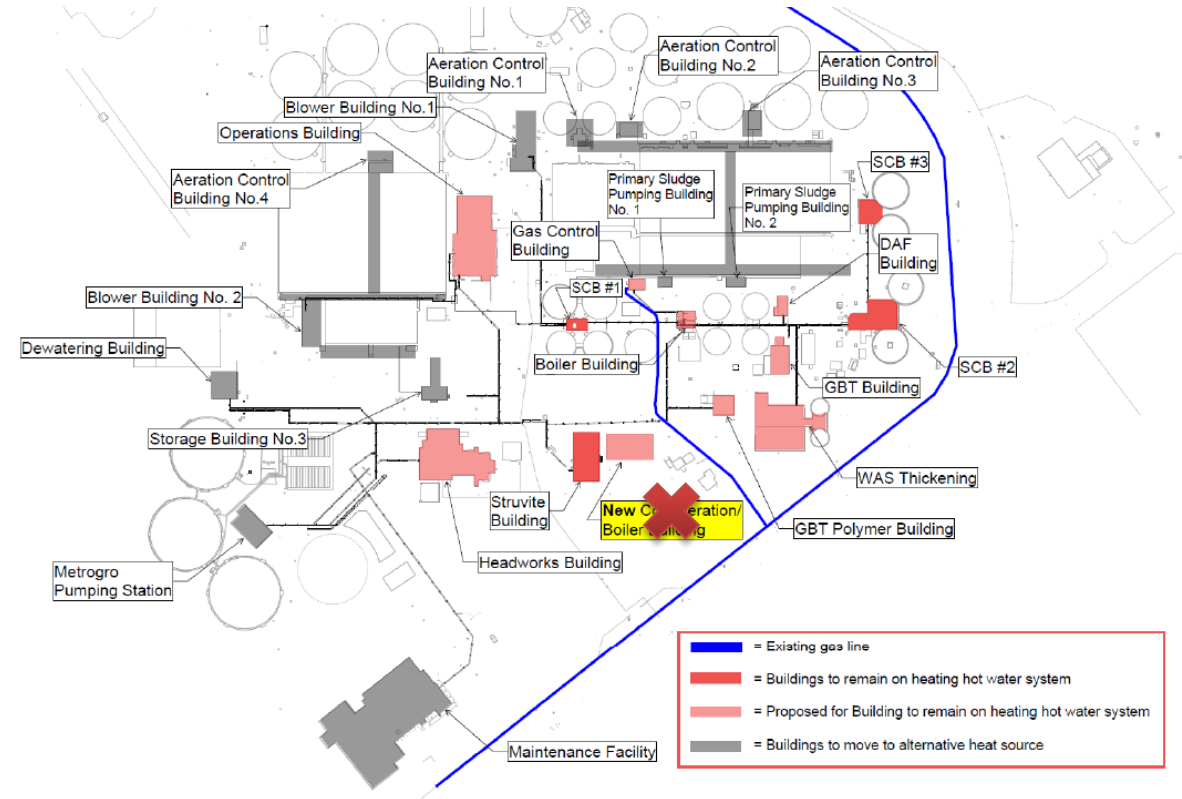 Aeration Control
Building No.1
Aeration Control
Building No.2
Aeration Control
Building No.3
Blower Building No.1
Operations Building
Aeration Control
Building No.4
SCB #3
Primary Sludge
Pumping Building
No. 1
Primary Sludge
Pumping Building
No. 2
Gas Control
Building
DAF
Building
Blower Building No. 2
SCB #1
Dewatering Building
Boiler Building
GBT Building
SCB #2
Storage Building No.3
WAS Thickening
Struvite
Building
New
Boiler
GBT Polymer Building
Headworks Building
Metrogro
Pumping Station
Maintenance Facility
= Existing gas line
= Buildings to remain on heating hot water system
= Proposed for Building to remain on heating hot water system
= Buildings to move to alternative heat source